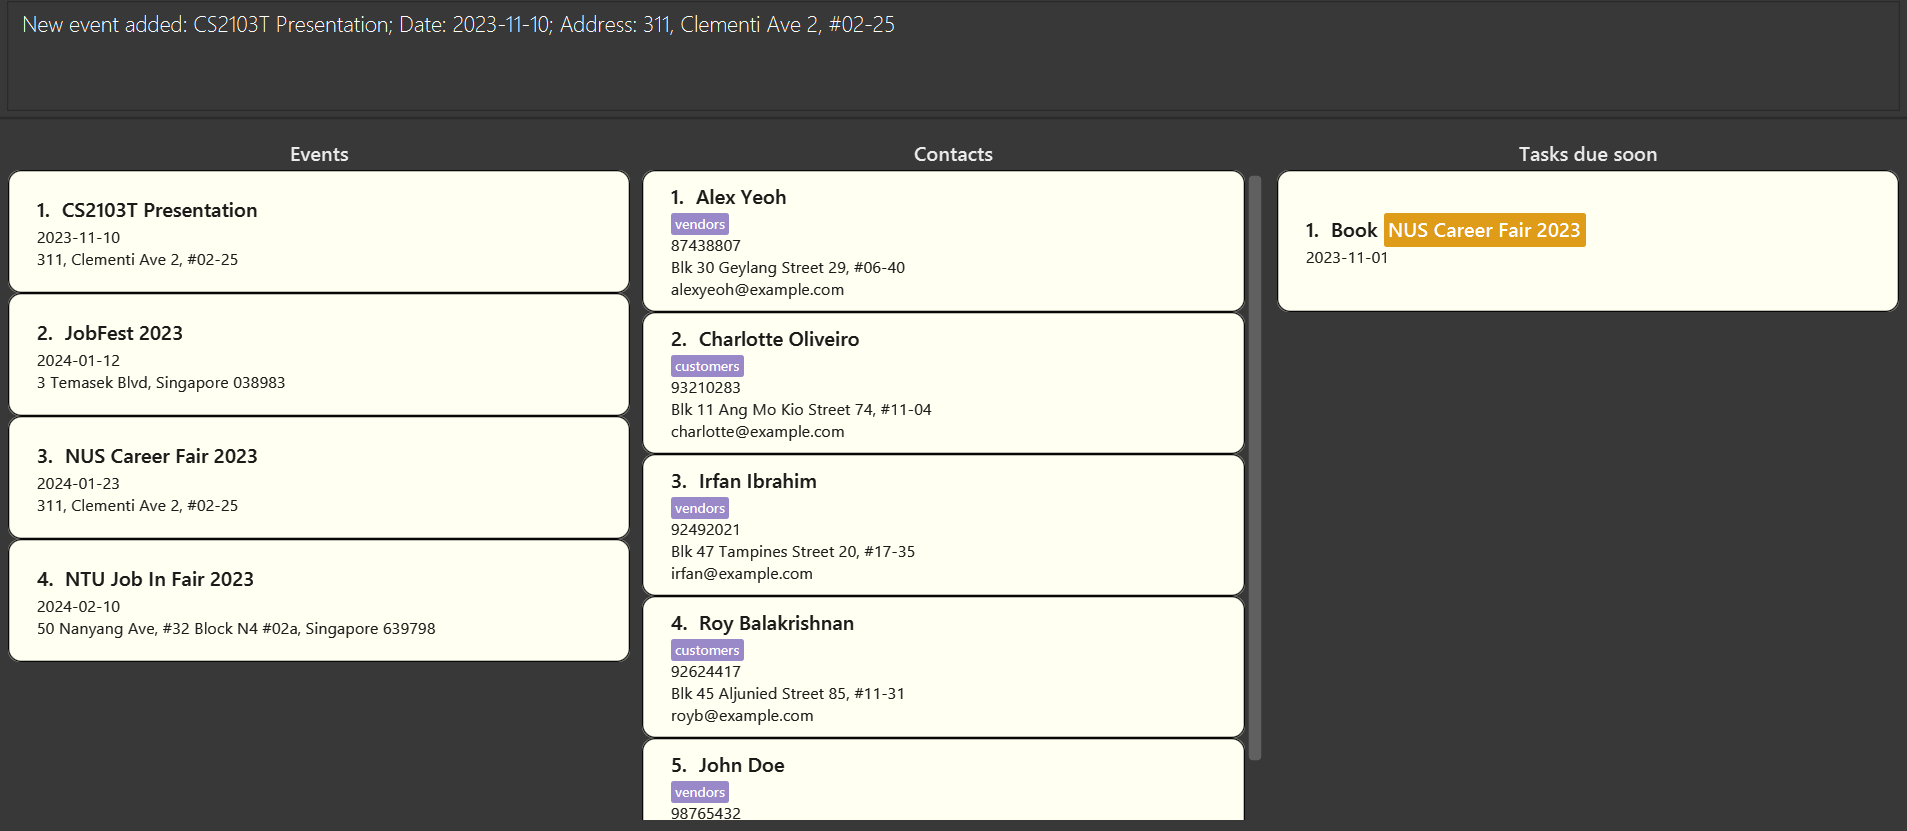 New event added: CS2103T Presentation; Date: 2023-11-10; Address: 311, Clementi Ave 2, #02-25
Events
1. CS2103T Presentation
2023-11-10
311, Clementi Ave 2, #02-25
2. JobFest 2023
2024-01-12
3 Temasek Blvd, Singapore 038983
3. NUS Career Fair 2023
2024-01-23
311, Clementi Ave 2, #02-25
4. NTU Job In Fair 2023
2024-02-10
50 Nanyang Ave, #32 Block N4 #02a, Singapore 639798
Contacts
1. Alex Yeoh
vendors
87438807
Blk 30 Geylang Street 29, #06-40
alexyeoh@example.com
2. Charlotte Oliveiro
customers
93210283
Blk 11 Ang Mo Kio Street 74, #11-04
charlotte@example.com
3. Irfan Ibrahim
vendors
92492021
Blk 47 Tampines Street 20, #17-35
irfan@example.com
4. Roy Balakrishnan
customers
92624417
Blk 45 Aljunied Street 85, #11-31
royb@example.com
5. John Doe
vendors
98765432
Tasks due soon
1. Book NUS Career Fair 2023
2023-11-01